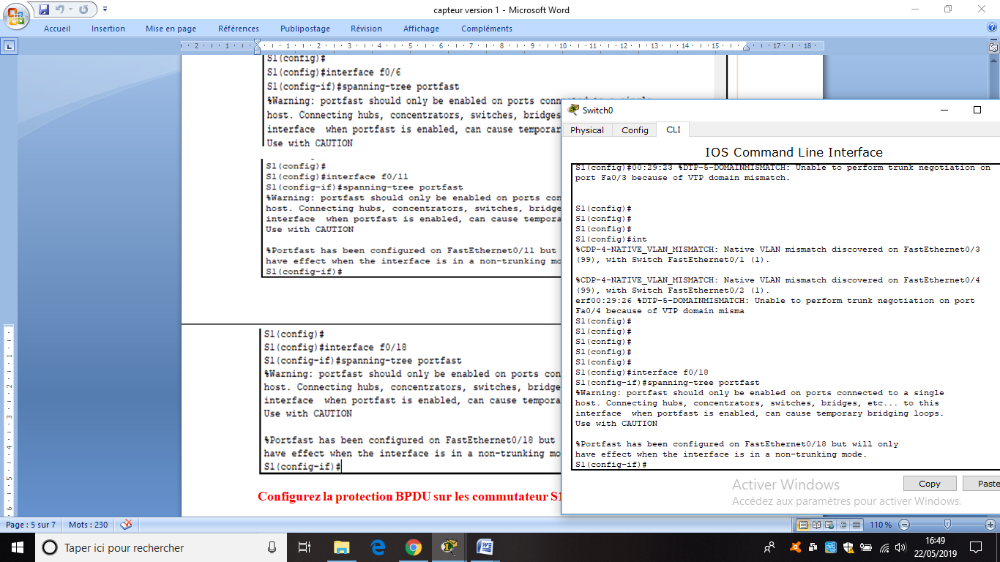 capteur version 1 - Microsoft Word
Accueil Insertion Mise en page Références Publipostage Révision Affichage Compléments
S1(config)#
S1(config)#interface f0/6
S1(config-if)#spanning-tree portfast
%Warning: portfast should only be enabled on ports connected to a single
host. Connecting hubs, concentrators, switches, bridges
interface when portfast is enabled, can cause temporar
Use with CAUTION
S1(config)#
S1(config)#interface f0/11
S1(config-if)#spanning-tree portfast
%Warning: portfast should only be enabled on ports con
host. Connecting hubs, concentrators, switches, bridge
interface when portfast is enabled, can cause tempora
Use with CAUTION
%Portfast has been configured on FastEthernet0/11 but
have effect when the interface is in a non-trunking mo
S1(config-if)#
S1(config)#
S1(config)#interface f0/18
S1(config-if)#spanning-tree portfast
%Warning: portfast should only be enabled on ports con
host. Connecting hubs, concentrators, switches, bridge
interface when portfast is enabled, can cause tempora
Use with CAUTION
%Portfast has been configured on FastEthernet0/18 but
have effect when the interface is in a non-trunking mo
S1(config-if)#
Configurez la protection BPDU sur les commutateur S1
Switch0
Physical Config CLI
IOS Command Line Interface
S1(config)#00:29:23 %DTP-5-DOMAINMISMATCH: Unable to perform trunk negotiation on
port Fa0/3 because of VTP domain mismatch.
S1(config)#
S1(config)#
S1(config)#
S1(config)#int
%CDP-4-NATIVE_VLAN_MISMATCH: Native VLAN mismatch discovered on FastEthernet0/3
(99), with Switch FastEthernet0/1 (1).
%CDP-4-NATIVE_VLAN_MISMATCH: Native VLAN mismatch discovered on FastEthernet0/4
(99), with Switch FastEthernet0/2 (1).
erf00:29:26 %DTP-5-DOMAINMISMATCH: Unable to perform trunk negotiation on port
Fa0/4 because of VTP domain misma
S1(config)#
S1(config)#
S1(config)#
S1(config)#
S1(config)#
S1(config)#interface f0/18
S1(config-if)#spanning-tree portfast
%Warning: portfast should only be enabled on ports connected to a single
host. Connecting hubs, concentrators, switches, bridges, etc... to this
interface when portfast is enabled, can cause temporary bridging loops.
Use with CAUTION
%Portfast has been configured on FastEthernet0/18 but will only
have effect when the interface is in a non-trunking mode.
S1(config-if)#
Copy Paste
Activer Windows
Accédez aux paramètres pour activer Windows.
Page : 5 sur 7 Mots : 230 110 %
Taper ici pour rechercher
16:49
22/05/2019